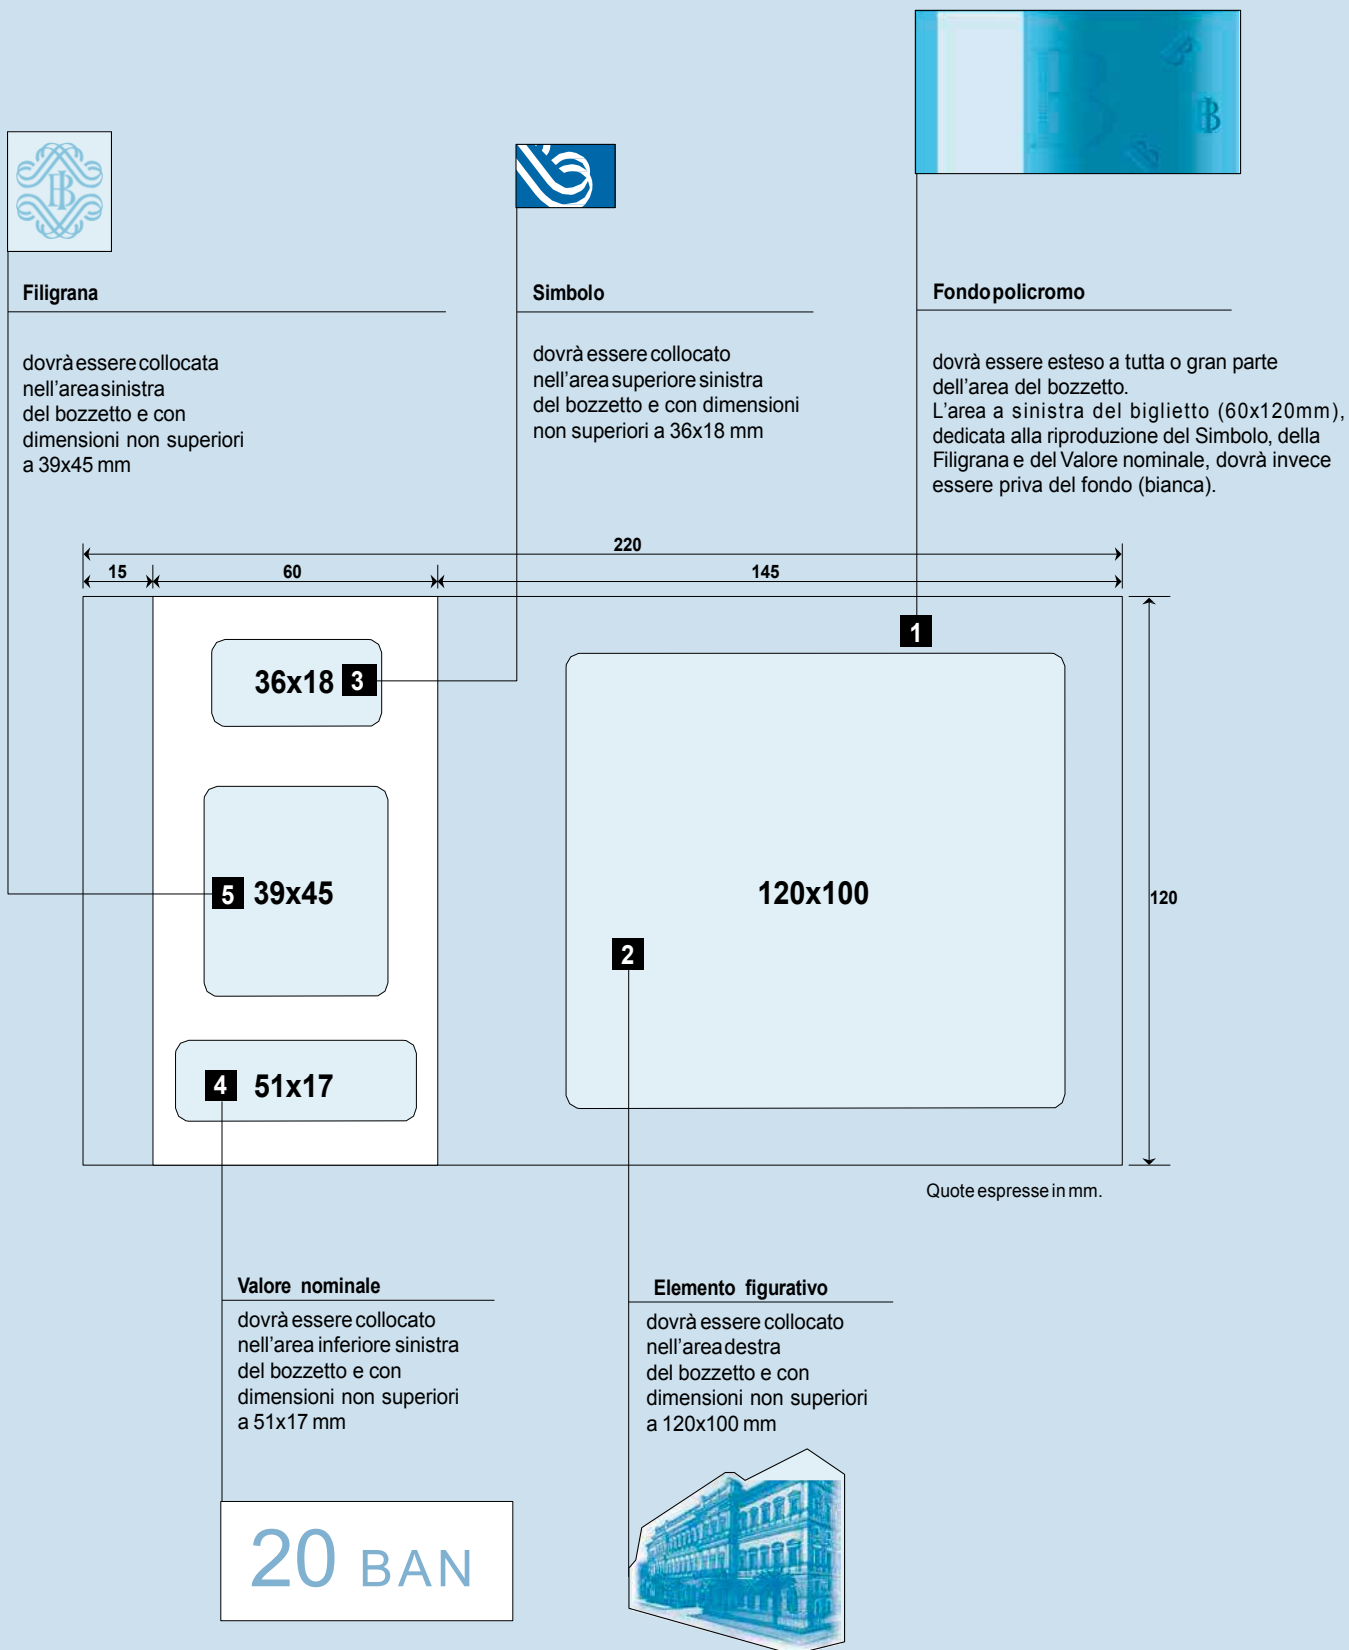 Filigrana
dovrà essere collocata
nell'area sinistra
del bozzetto e con
dimensioni non superiori
a 39x45 mm
Simbolo
dovrà essere collocato
nell'area superiore sinistra
del bozzetto e con dimensioni
non superiori a 36x18 mm
Fondo policromo
dovrà essere esteso a tutta o gran parte
dell'area del bozzetto.
L'area a sinistra del biglietto (60x120mm),
dedicata alla riproduzione del Simbolo, della
Filigrana e del Valore nominale, dovrà invece
essere priva del fondo (bianca).
220
15 60 145
1
36x18 3
5 39x45
120x100
120
2
4 51x17
Quote espresse in mm.
Valore nominale
dovrà essere collocato
nell'area inferiore sinistra
del bozzetto e con
dimensioni non superiori
a 51x17 mm
20 BAN
Elemento figurativo
dovrà essere collocato
nell'area destra
del bozzetto e con
dimensioni non superiori
a 120x100 mm